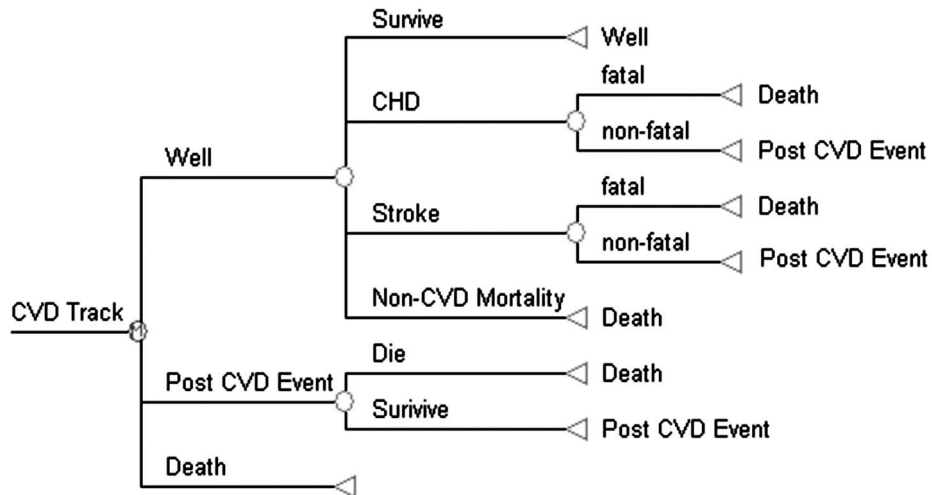 Survive
Well
fatal
Death
CHD
non-fatal
Post CVD Event
Well
fatal
Death
Stroke
non-fatal
Post CVD Event
Non-CVD Mortality
Death
CVD Track
M
Die
Death
Post CVD Event
Surivive
Post CVD Event
Death